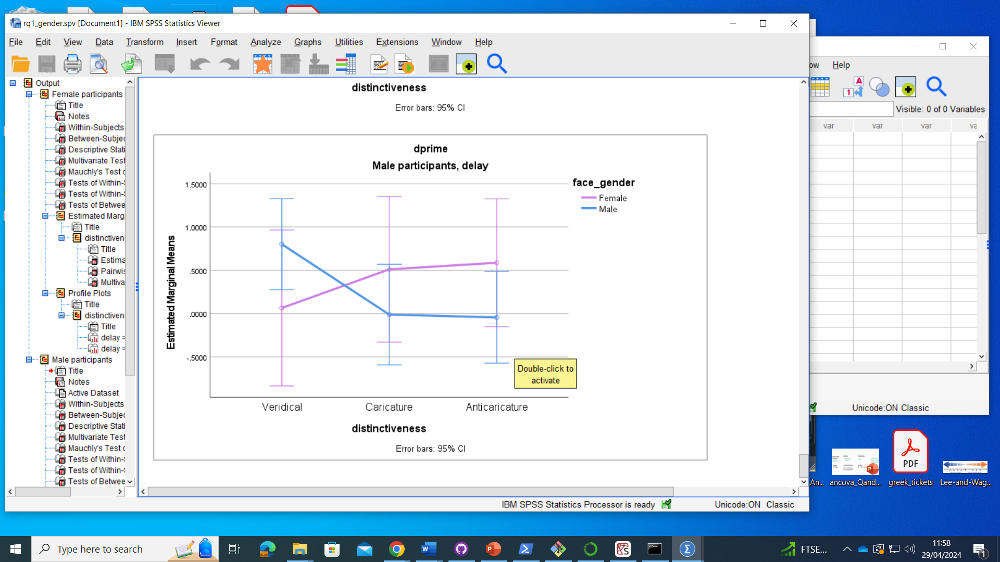 rq1_gender.spv [Document1] - IBM SPSS Statistics Viewer
File Edit View Data Transform Insert Format Analyze Graphs Utilities Extensions Window Help
Output
Female participants
Title
Notes
Within-Subjects
Between-Subjec
Descriptive Stati
Multivariate Test
Mauchly's Test o
Tests of Within-S
Tests of Within-S
Tests of Betwee
Estimated Marg
Title
distinctiven
Title
Estima
Pairwis
Multiva
Profile Plots
Title
distinctiven
Title
delay =
delay =
Male participants
Title
Notes
Active Dataset
Within-Subjects
Between-Subjec
Descriptive Stati
Multivariate Test
Mauchly's Test o
Tests of Within-S
Tests of Within-S
Tests of Betwee
distinctiveness
Error bars: 95% CI
dprime
Male participants, delay
Estimated Marginal Means
1.5000
1.0000
.5000
.0000
-.5000
face_gender
Female
Male
Double-click to
activate
Veridical Caricature Anticaricature
distinctiveness
Error bars: 95% CI
IBM SPSS Statistics Processor is ready Unicode:ON Classic
ow Help
A
1
Visible: 0 of 0 Variables
var var var va
Unicode:ON Classic
PDF
An... ancova_Qand... greek_tickets Lee-and-Wag...
Type here to search
FTSE...
11:58
29/04/2024
1